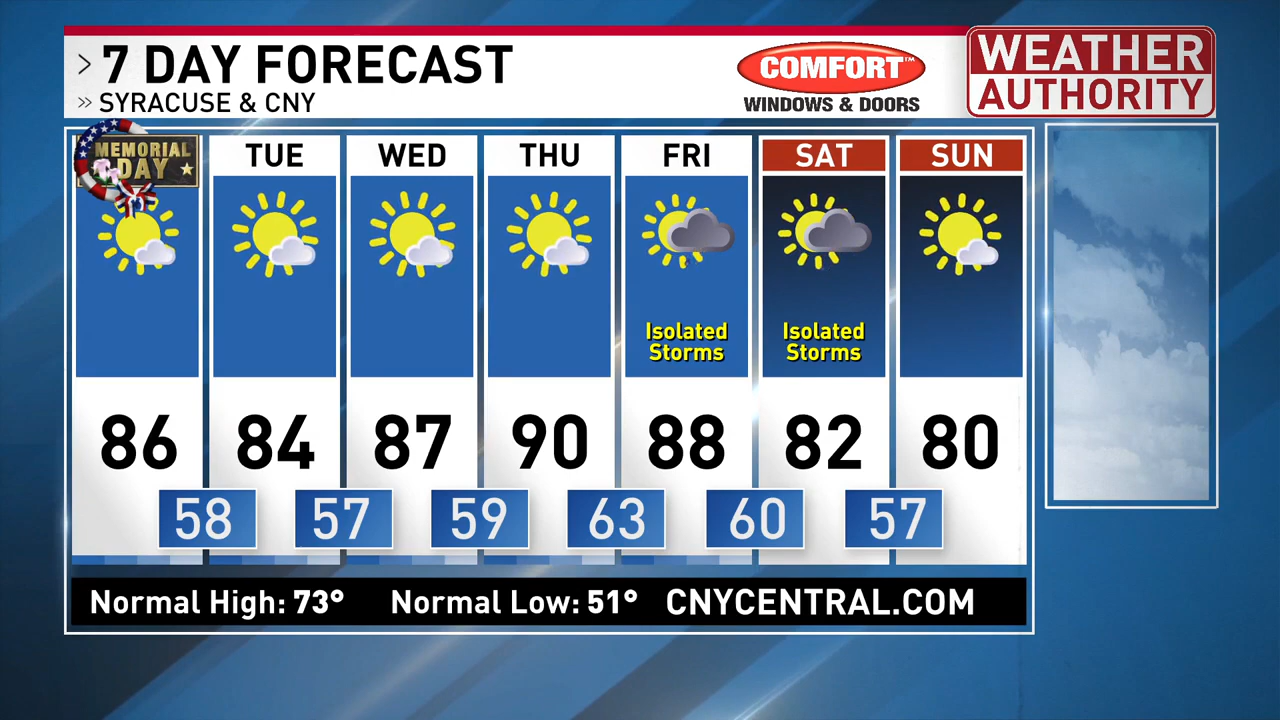 > 7 DAY FORECAST
» SYRACUSE & CNY
COMFORT™
WINDOWS & DOORS
WEATHER
AUTHORITY
MEMORIAL
DAY
TUE
WED
THU
FRI
SAT
SUN
Isolated
Storms
Isolated
Storms
86 84 87 90 88 82 80
58 57 59 63 60 57
Normal High: 73° Normal Low: 51° CNYCENTRAL.COM